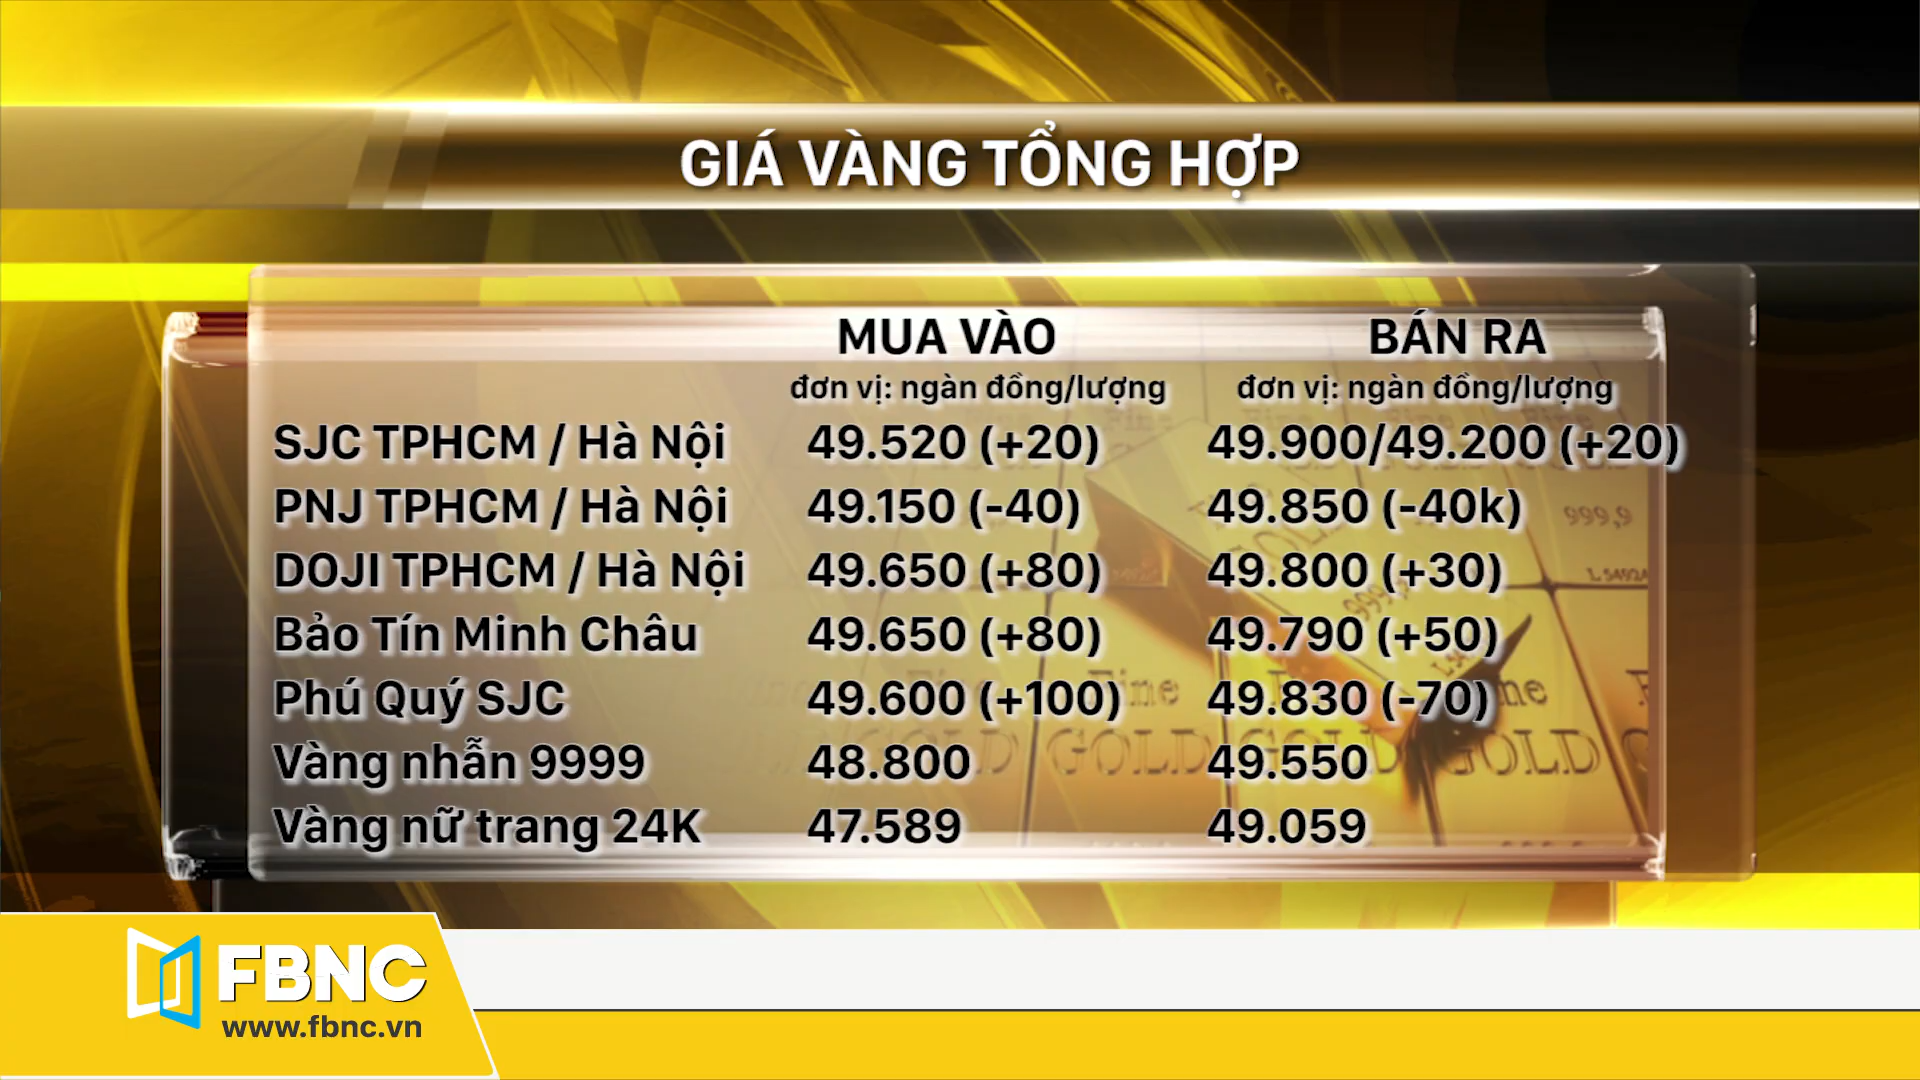 GIÁ VÀNG TỔNG HỢP
MUA VÀO BÁN RA
đơn vị: ngàn đồng/lượng đơn vị: ngàn đồng/lượng
SJC TPHCM / Hà Nội 49.520 (+20) 49.900/49.200 (+20)
PNJ TPHCM / Hà Nội 49.150 (-40) 49.850 (-40k)
DOJI TPHCM / Hà Nội 49.650 (+80) 49.800 (+30)
Bảo Tín Minh Châu 49.650 (+80) 49.790 (+50)
Phú Quý SJC 49.600 (+100) 49.830 (-70)
Vàng nhẫn 9999 48.800 49.550
Vàng nữ trang 24K 47.589 49.059
999,9
GOLD GOLD
FBNC
www.fbnc.vn